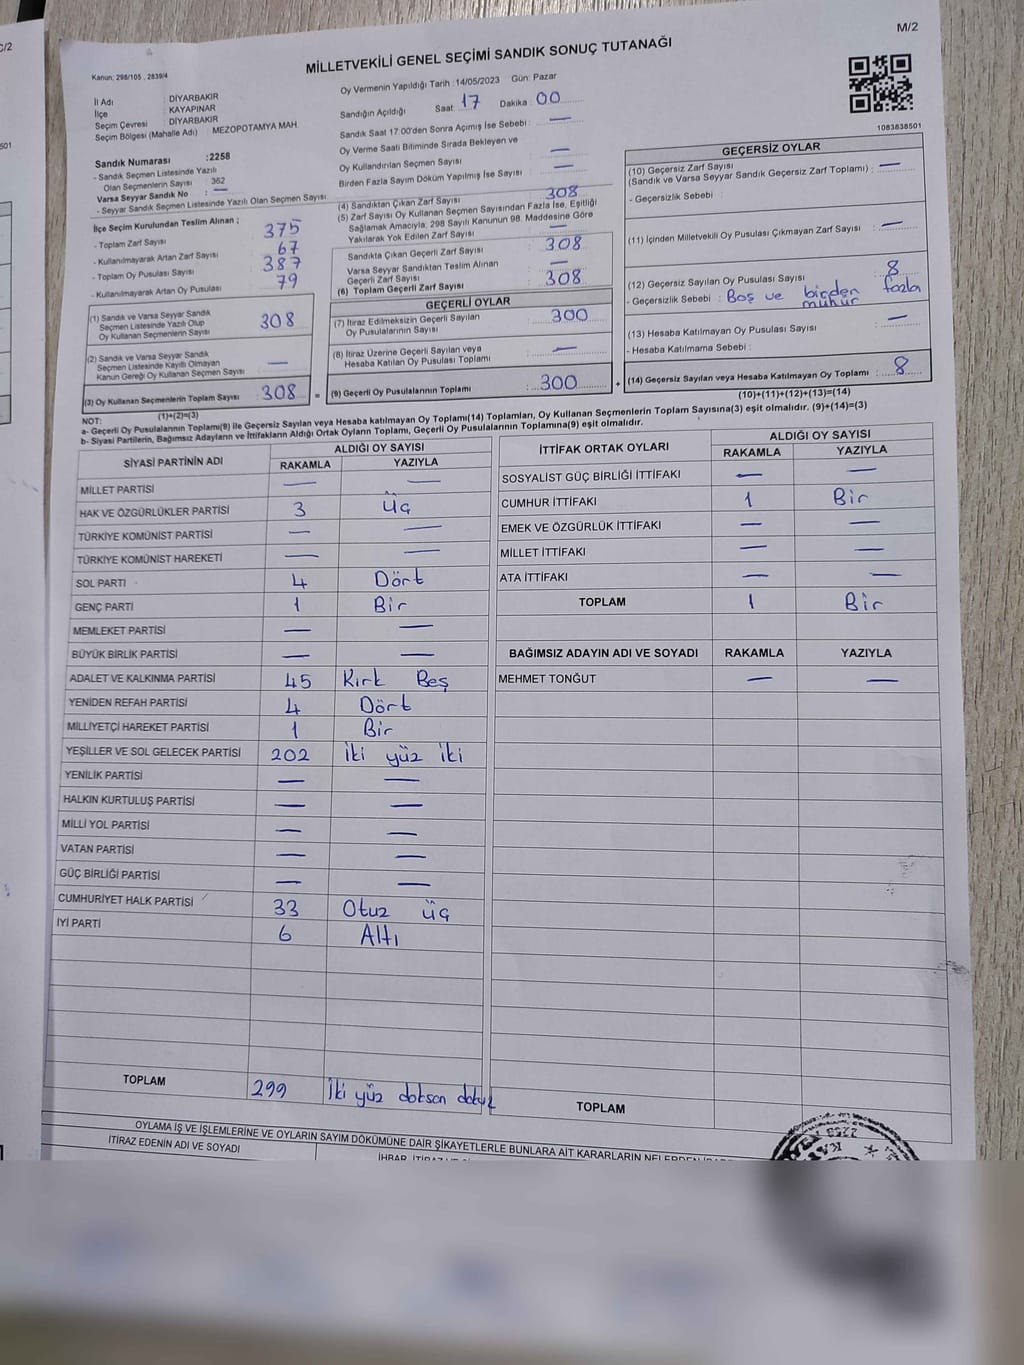 C/2
M/2
MİLLETVEKİLİ GENEL SEÇİMİ SANDIK SONUÇ TUTANAĞI
Kanun: 298/105 , 2839/4
İl Adı : DİYARBAKIR
İlçe : KAYAPINAR
Seçim Çevresi : DİYARBAKIR
Seçim Bölgesi (Mahalle Adı) : MEZOPOTAMYA MAH.
Sandık Numarası :2258
- Sandık Seçmen Listesinde Yazılı
Olan Seçmenlerin Sayısı : 362
Varsa Seyyar Sandık No : —
- Seyyar Sandık Seçmen Listesinde Yazılı Olan Seçmen Sayısı
İlçe Seçim Kurulundan Teslim Alınan ;
- Toplam Zarf Sayısı 375
- Kullanılmayarak Artan Zarf Sayısı 67
- Toplam Oy Pusulası Sayısı 387
- Kullanılmayarak Artan Oy Pusulası 79
(1) Sandık ve Varsa Seyyar Sandık
Seçmen Listesinde Yazılı Olup
Oy Kullanan Seçmenlerin Sayısı 308
(2) Sandık ve Varsa Seyyar Sandık
Seçmen Listesinde Kayıtlı Olmayan
Kanun Gereği Oy Kullanan Seçmen Sayısı —
(3) Oy Kullanan Seçmenlerin Toplam Sayısı 308
(1)+(2)=(3)
Oy Vermenin Yapıldığı Tarih : 14/05/2023 Gün: Pazar
Sandığın Açıldığı Saat 17 Dakika 00
Sandık Saat 17.00'den Sonra Açımış İse Sebebi : —
Oy Verme Saati Bitiminde Sırada Bekleyen ve
Oy Kullandırılan Seçmen Sayısı —
Birden Fazla Sayım Döküm Yapılmış İse Sayısı —
(4) Sandıktan Çıkan Zarf Sayısı 308
(5) Zarf Sayısı Oy Kullanan Seçmen Sayısından Fazla İse, Eşitliği
Sağlamak Amacıyla, 298 Sayılı Kanunun 98. Maddesine Göre
Yakılarak Yok Edilen Zarf Sayısı —
Sandıkta Çıkan Geçerli Zarf Sayısı 308
Varsa Seyyar Sandıktan Teslim Alınan
Geçerli Zarf Sayısı —
(6) Toplam Geçerli Zarf Sayısı 308
GEÇERLİ OYLAR
(7) İtiraz Edilmeksizin Geçerli Sayılan
Oy Pusulalarının Sayısı 300
(8) İtiraz Üzerine Geçerli Sayılan veya
Hesaba Katılan Oy Pusulası Toplamı —
= (9) Geçerli Oy Pusulalarının Toplamı 300 +
1083838501
GEÇERSİZ OYLAR
(10) Geçersiz Zarf Sayısı
(Sandık ve Varsa Seyyar Sandık Geçersiz Zarf Toplamı) : —
- Geçersizlik Sebebi :
(11) İçinden Milletvekili Oy Pusulası Çıkmayan Zarf Sayısı : —
(12) Geçersiz Sayılan Oy Pusulası Sayısı 8
- Geçersizlik Sebebi : Boş ve birden fazla
mühür
(13) Hesaba Katılmayan Oy Pusulası Sayısı —
- Hesaba Katılmama Sebebi :
(14) Geçersiz Sayılan veya Hesaba Katılmayan Oy Toplamı 8
(10)+(11)+(12)+(13)=(14)
NOT:
a- Geçerli Oy Pusulalarının Toplamı(9) ile Geçersiz Sayılan veya Hesaba katılmayan Oy Toplamı(14) Toplamları, Oy Kullanan Seçmenlerin Toplam Sayısına(3) eşit olmalıdır. (9)+(14)=(3)
b- Siyasi Partilerin, Bağımsız Adayların ve İttifakların Aldığı Ortak Oyların Toplamı, Geçerli Oy Pusulalarının Toplamına(9) eşit olmalıdır.
SİYASİ PARTİNİN ADI ALDIĞI OY SAYISI
RAKAMLA YAZIYLA
MİLLET PARTİSİ — —
HAK VE ÖZGÜRLÜKLER PARTİSİ 3 Üç
TÜRKİYE KOMÜNİST PARTİSİ — —
TÜRKİYE KOMÜNİST HAREKETİ — —
SOL PARTİ 4 Dört
GENÇ PARTİ 1 Bir
MEMLEKET PARTİSİ — —
BÜYÜK BİRLİK PARTİSİ — —
ADALET VE KALKINMA PARTİSİ 45 Kırk Beş
YENİDEN REFAH PARTİSİ 4 Dört
MİLLİYETÇİ HAREKET PARTİSİ 1 Bir
YEŞİLLER VE SOL GELECEK PARTİSİ 202 İki yüz iki
YENİLİK PARTİSİ — —
HALKIN KURTULUŞ PARTİSİ — —
MİLLİ YOL PARTİSİ — —
VATAN PARTİSİ — —
GÜÇ BİRLİĞİ PARTİSİ — —
CUMHURİYET HALK PARTİSİ 33 Otuz üç
İYİ PARTİ 6 Altı
TOPLAM 299 İki yüz doksan dokuz
İTTİFAK ORTAK OYLARI ALDIĞI OY SAYISI
RAKAMLA YAZIYLA
SOSYALİST GÜÇ BİRLİĞİ İTTİFAKI — —
CUMHUR İTTİFAKI 1 Bir
EMEK VE ÖZGÜRLÜK İTTİFAKI — —
MİLLET İTTİFAKI — —
ATA İTTİFAKI — —
TOPLAM 1 Bir
BAĞIMSIZ ADAYIN ADI VE SOYADI RAKAMLA YAZIYLA
MEHMET TONĞUT — —
TOPLAM
OYLAMA İŞ VE İŞLEMLERİNE VE OYLARIN SAYIM DÖKÜMÜNE DAİR ŞİKAYETLERLE BUNLARA AİT KARARLARIN
İTİRAZ EDENİN ADI VE SOYADI